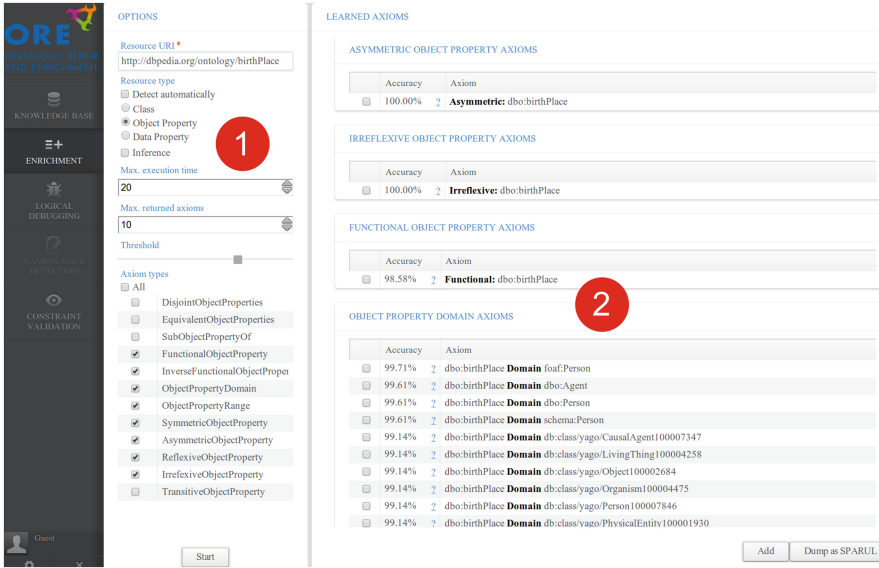 ORE
ONTOLOGY REPAIR
AND ENRICHMENT
KNOWLEDGE BASE
ENRICHMENT
LOGICAL
DEBUGGING
NAMING ISSUE
DETECTION
CONSTRAINT
VALIDATION
Guest
OPTIONS
Resource URI *
http://dbpedia.org/ontology/birthPlace
Resource type
Detect automatically
Class
Object Property
Data Property
Inference
1
Max. execution time
20
Max. returned axioms
10
Threshold
Axiom types
All
DisjointObjectProperties
EquivalentObjectProperties
SubObjectPropertyOf
FunctionalObjectProperty
InverseFunctionalObjectProper
ObjectPropertyDomain
ObjectPropertyRange
SymmetricObjectProperty
AsymmetricObjectProperty
ReflexiveObjectProperty
IrrefexiveObjectProperty
TransitiveObjectProperty
Start
LEARNED AXIOMS
ASYMMETRIC OBJECT PROPERTY AXIOMS
Accuracy Axiom
100.00% ? Asymmetric: dbo:birthPlace
IRREFLEXIVE OBJECT PROPERTY AXIOMS
Accuracy Axiom
100.00% ? Irreflexive: dbo:birthPlace
FUNCTIONAL OBJECT PROPERTY AXIOMS
Accuracy Axiom
98.58% ? Functional: dbo:birthPlace
2
OBJECT PROPERTY DOMAIN AXIOMS
Accuracy Axiom
99.71% ? dbo:birthPlace Domain foaf:Person
99.61% ? dbo:birthPlace Domain dbo:Agent
99.61% ? dbo:birthPlace Domain dbo:Person
99.61% ? dbo:birthPlace Domain schema:Person
99.14% ? dbo:birthPlace Domain db:class/yago/CausalAgent100007347
99.14% ? dbo:birthPlace Domain db:class/yago/LivingThing100004258
99.14% ? dbo:birthPlace Domain db:class/yago/Object100002684
99.14% ? dbo:birthPlace Domain db:class/yago/Organism100004475
99.14% ? dbo:birthPlace Domain db:class/yago/Person100007846
99.14% ? dbo:birthPlace Domain db:class/yago/PhysicalEntity100001930
Add Dump as SPARUL